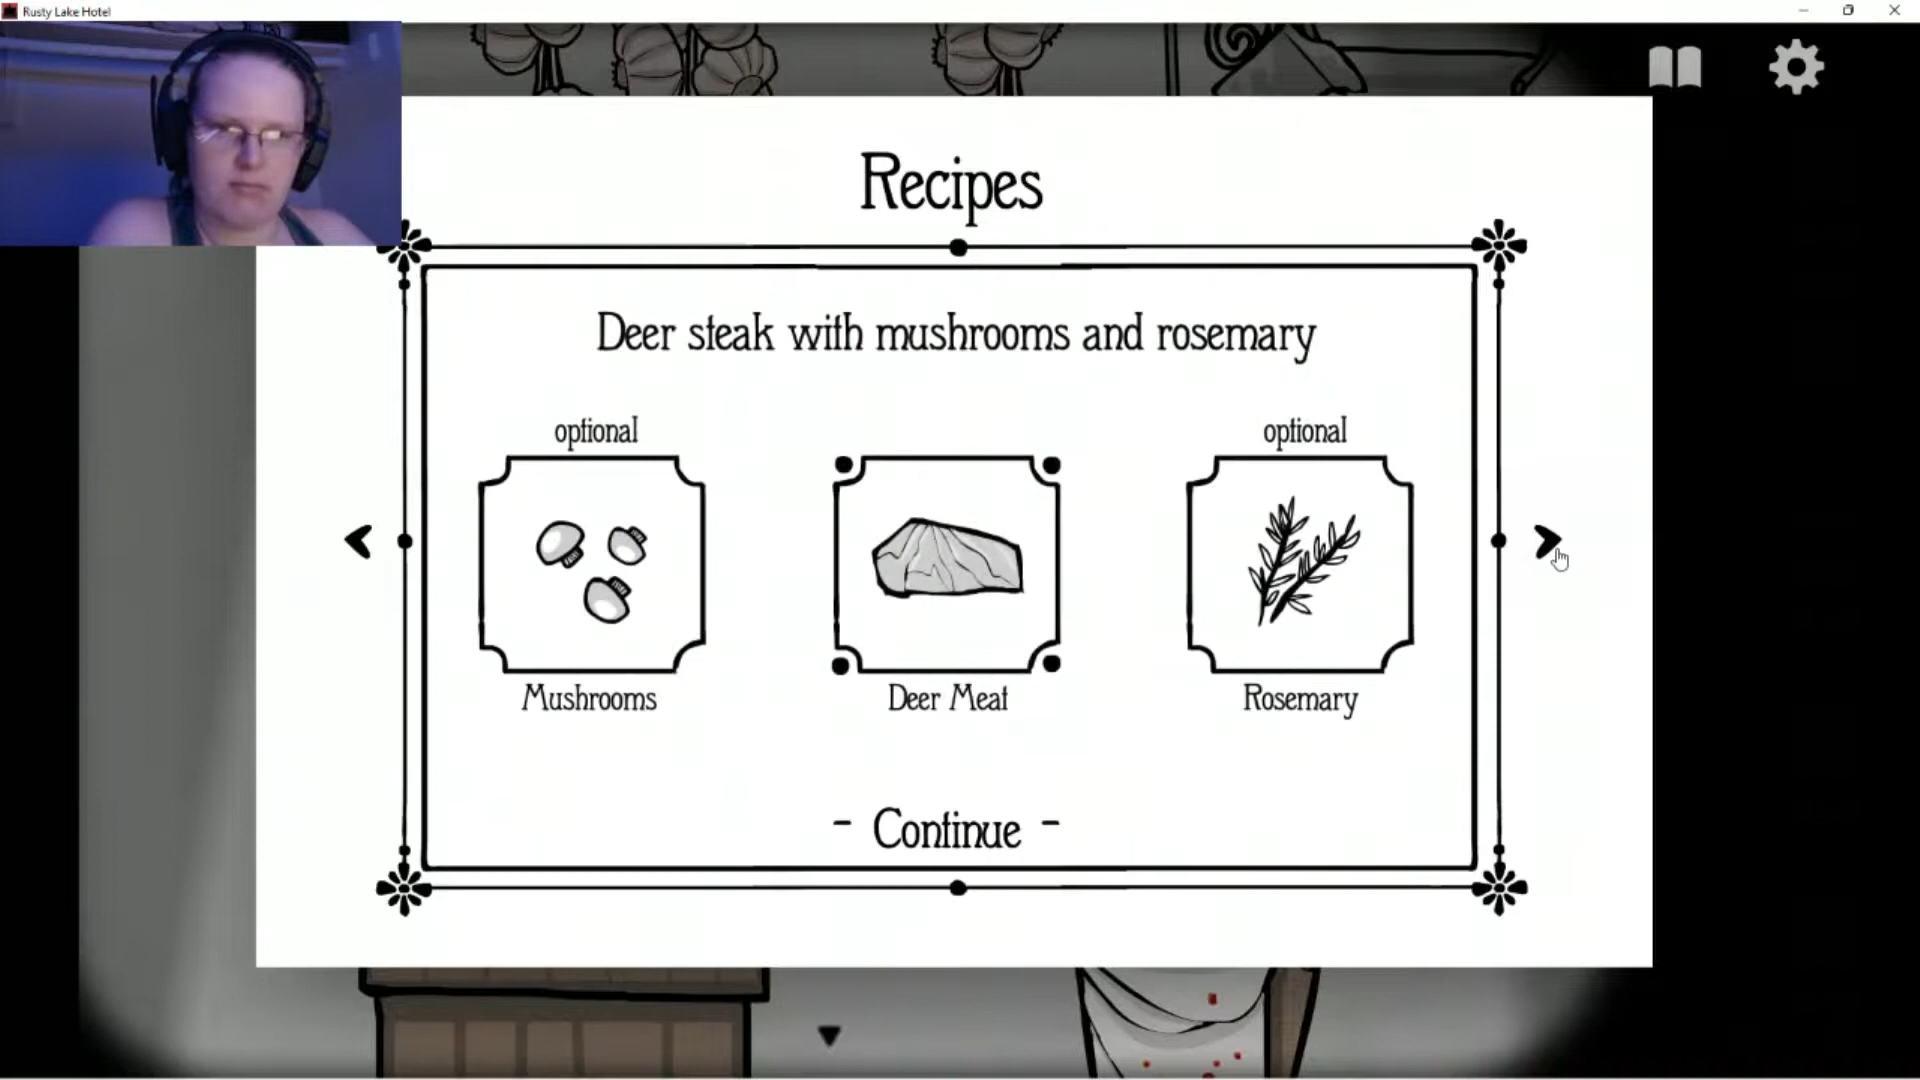 Rusty Lake Hotel
Recipes
Deer steak with mushrooms and rosemary
optional
optional
Mushrooms
Deer Meat
Rosemary
- Continue -